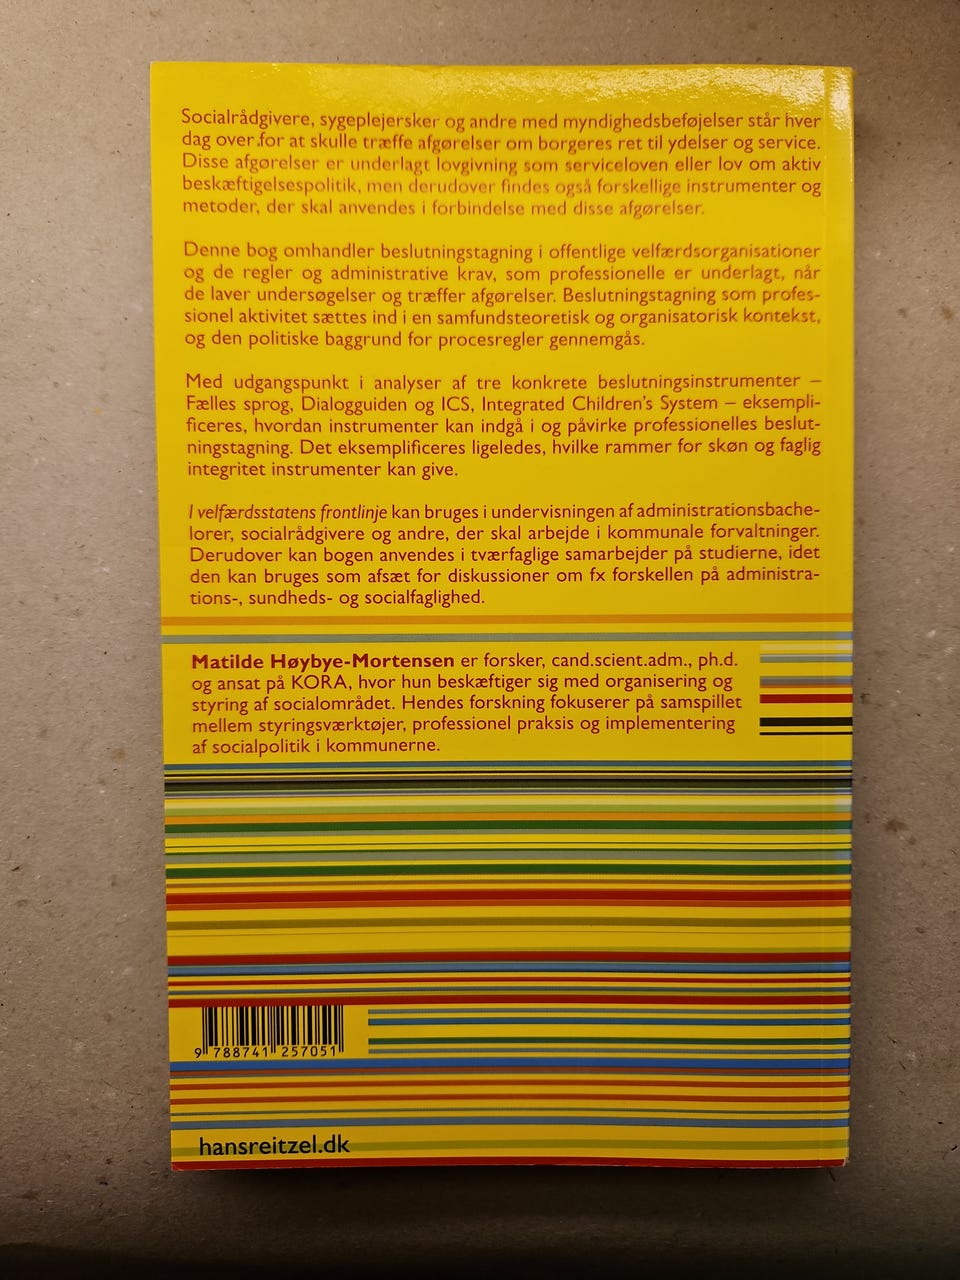 Socialrådgivere, sygeplejersker og andre med myndighedsbeføjelser står hver
dag over for at skulle træffe afgørelser om borgeres ret til ydelser og service.
Disse afgørelser er underlagt lovgivning som serviceloven eller lov om aktiv
beskæftigelsespolitik, men derudover findes også forskellige instrumenter og
metoder, der skal anvendes i forbindelse med disse afgørelser.
Denne bog omhandler beslutningstagning i offentlige velfærdsorganisationer
og de regler og administrative krav, som professionelle er underlagt, når
de laver undersøgelser og træffer afgørelser. Beslutningstagning som profes-
sionel aktivitet sættes ind i en samfundsteoretisk og organisatorisk kontekst,
og den politiske baggrund for procesregler gennemgås.
Med udgangspunkt i analyser af tre konkrete beslutningsinstrumenter –
Fælles sprog, Dialogguiden og ICS, Integrated Children's System – eksempli-
ficeres, hvordan instrumenter kan indgå i og påvirke professionelles beslut-
ningstagning. Det eksemplificeres ligeledes, hvilke rammer for skøn og faglig
integritet instrumenter kan give.
I velfærdsstatens frontlinje kan bruges i undervisningen af administrationsbache-
lorer, socialrådgivere og andre, der skal arbejde i kommunale forvaltninger.
Derudover kan bogen anvendes i tværfaglige samarbejder på studierne, idet
den kan bruges som afsæt for diskussioner om fx forskellen på administra-
tions-, sundheds- og socialfaglighed.
Matilde Høybye-Mortensen er forsker, cand.scient.adm., ph.d.
og ansat på KORA, hvor hun beskæftiger sig med organisering og
styring af socialområdet. Hendes forskning fokuserer på samspillet
mellem styringsværktøjer, professionel praksis og implementering
af socialpolitik i kommunerne.
9 788741 257051
hansreitzel.dk